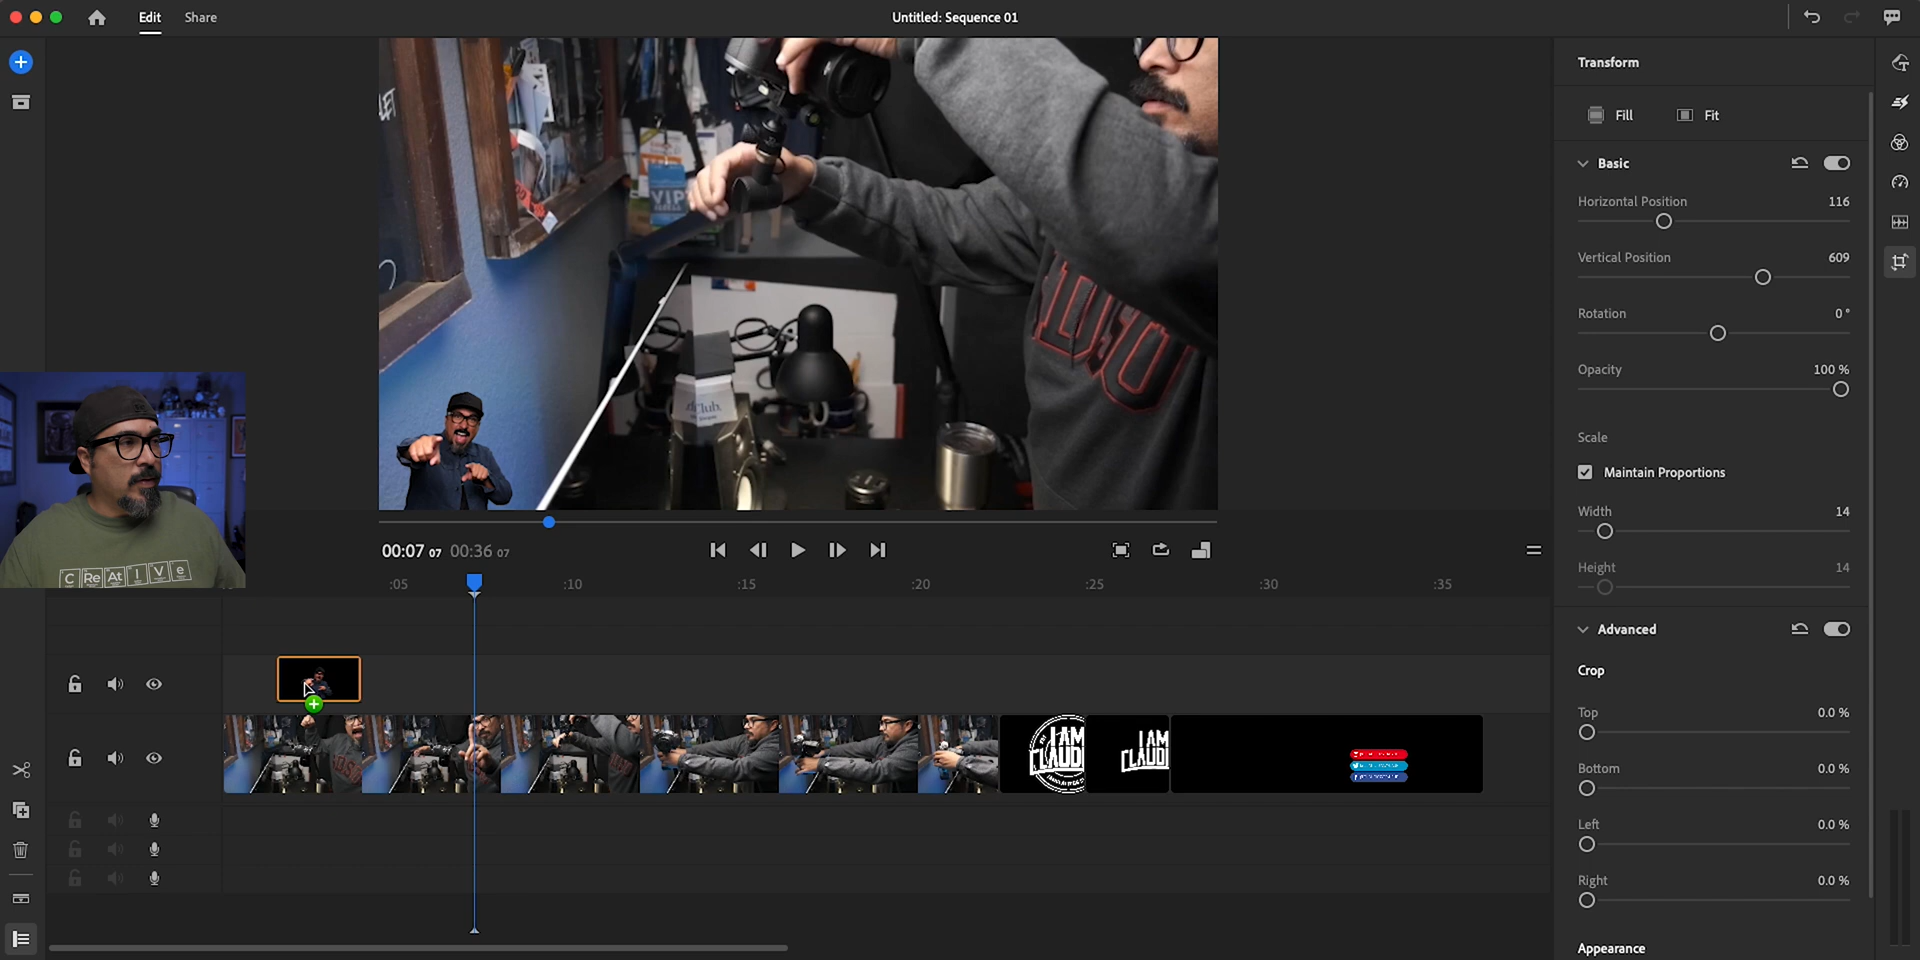 Edit
Share
Untitled: Sequence 01
Transform
Fill
Fit
Basic
Horizontal Position 116
Vertical Position 609
Rotation 0°
Opacity 100 %
Scale
Maintain Proportions
Width 14
Height 14
Advanced
Crop
Top 0.0 %
Bottom 0.0 %
Left 0.0 %
Right 0.0 %
Appearance
VIP
CREATIVE
00:07 07 00:36 07
:05 :10 :15 :20 :25 :30 :35
I AM
CLAUDI
I AM
CLAUD